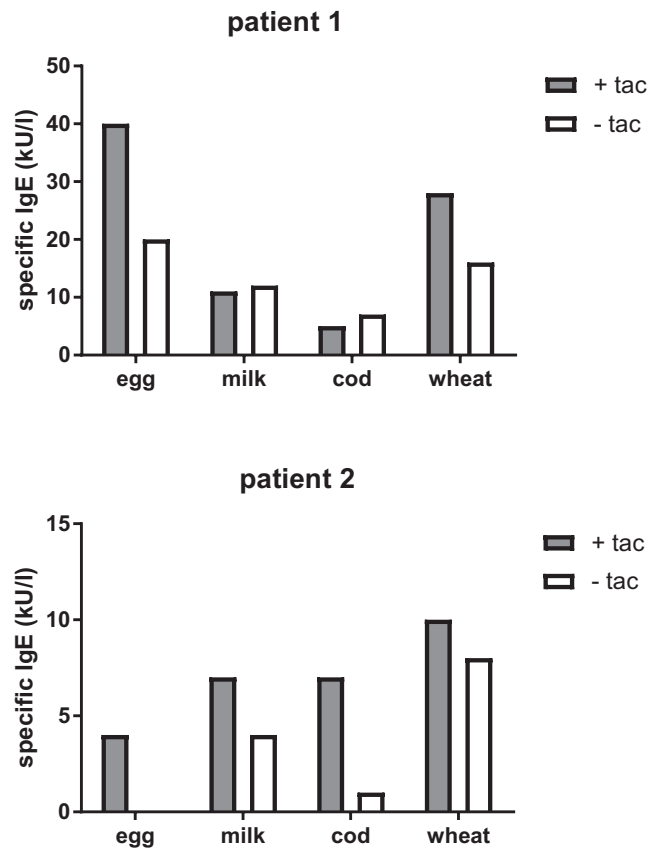 patient 1
specific IgE (kU/l)
50
40
30
20
10
0
egg milk cod wheat
+ tac
- tac
patient 2
specific IgE (kU/l)
15
10
5
0
egg milk cod wheat
+ tac
- tac